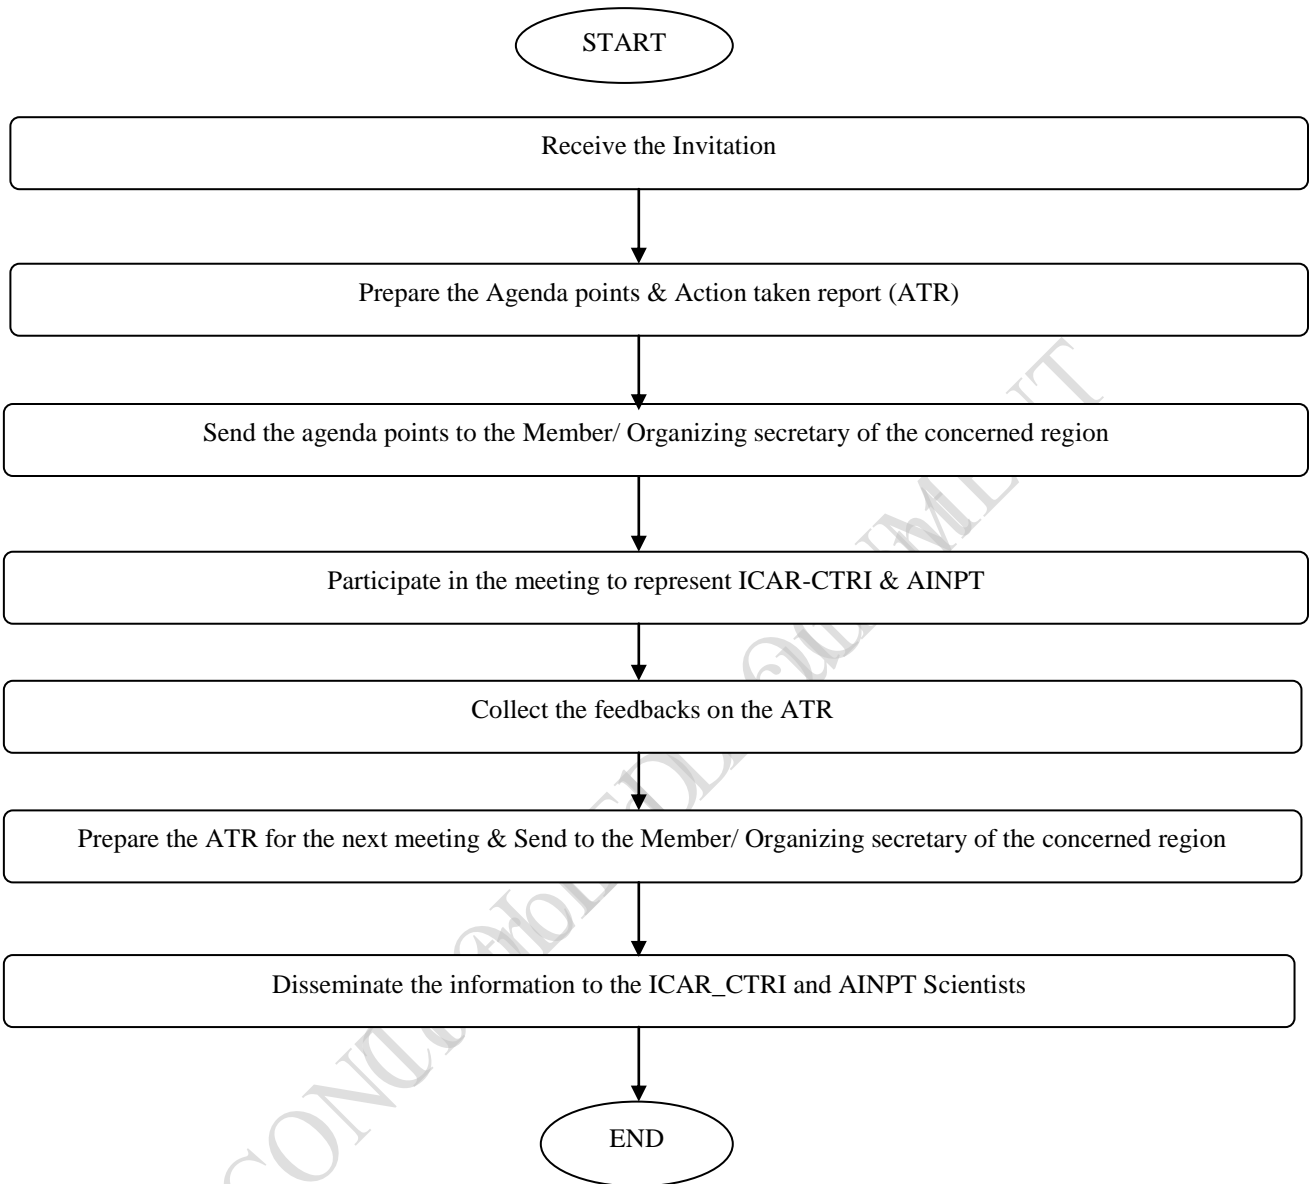 START
Receive the Invitation
Prepare the Agenda points & Action taken report (ATR)
Send the agenda points to the Member/ Organizing secretary of the concerned region
Participate in the meeting to represent ICAR-CTRI & AINPT
Collect the feedbacks on the ATR
Prepare the ATR for the next meeting & Send to the Member/ Organizing secretary of the concerned region
Disseminate the information to the ICAR_CTRI and AINPT Scientists
END